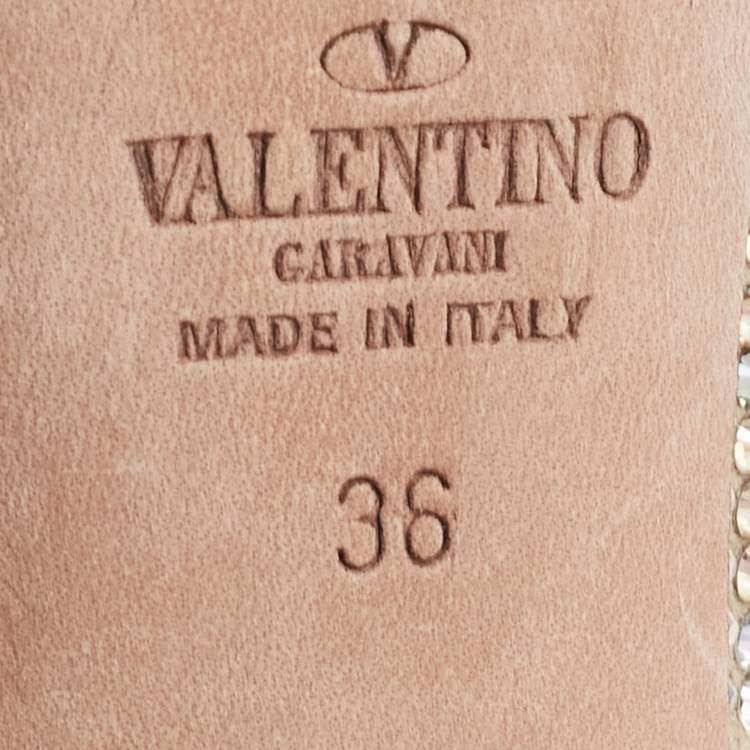 V
VALENTINO
GARAVANI
MADE IN ITALY
36